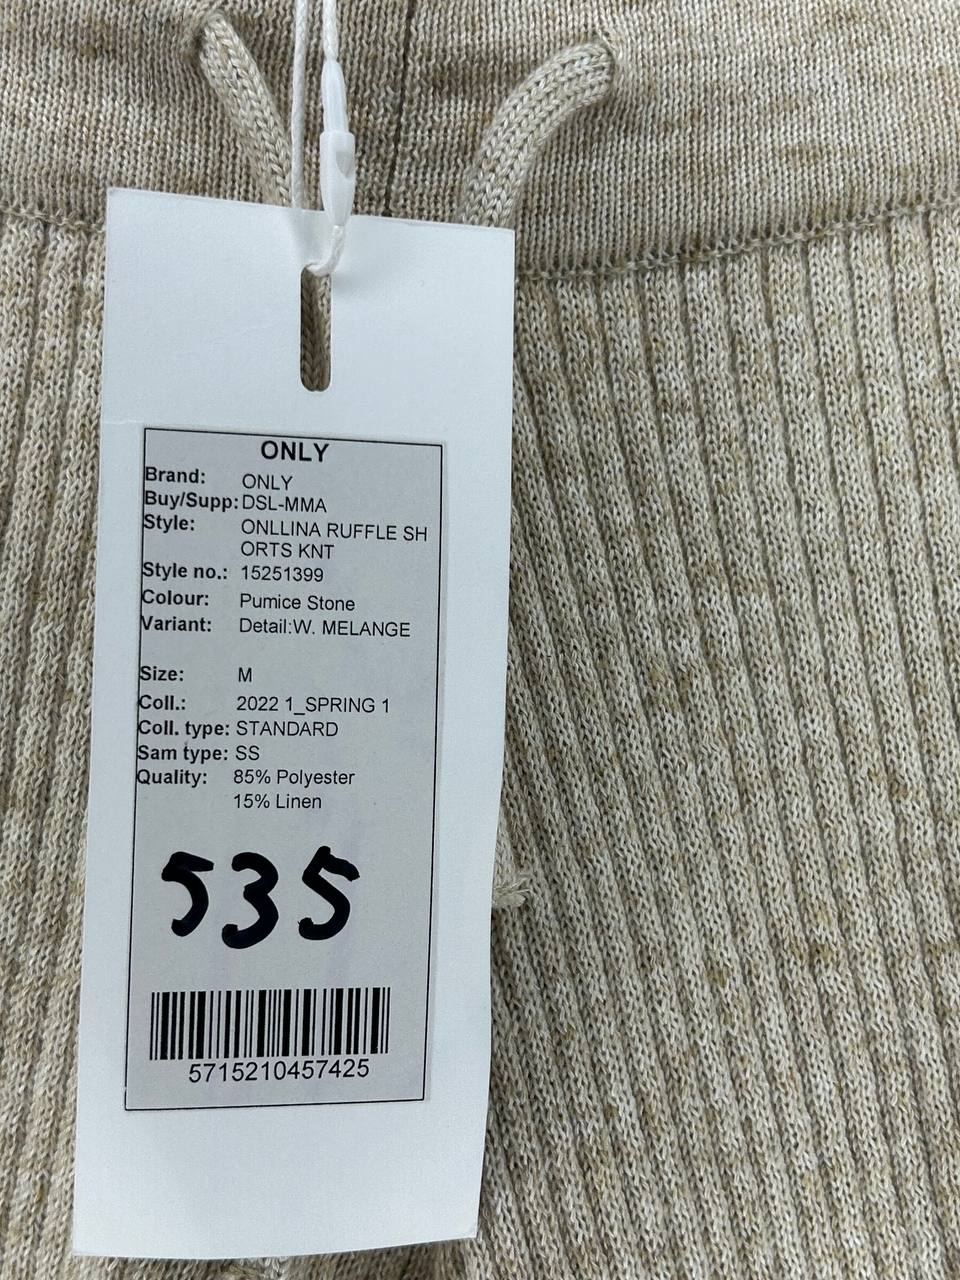 ONLY
Brand: ONLY
Buy/Supp: DSL-MMA
Style: ONLLINA RUFFLE SH
ORTS KNT
Style no.: 15251399
Colour: Pumice Stone
Variant: Detail:W. MELANGE
Size: M
Coll.: 2022 1_SPRING 1
Coll. type: STANDARD
Sam type: SS
Quality: 85% Polyester
15% Linen
535
5715210457425